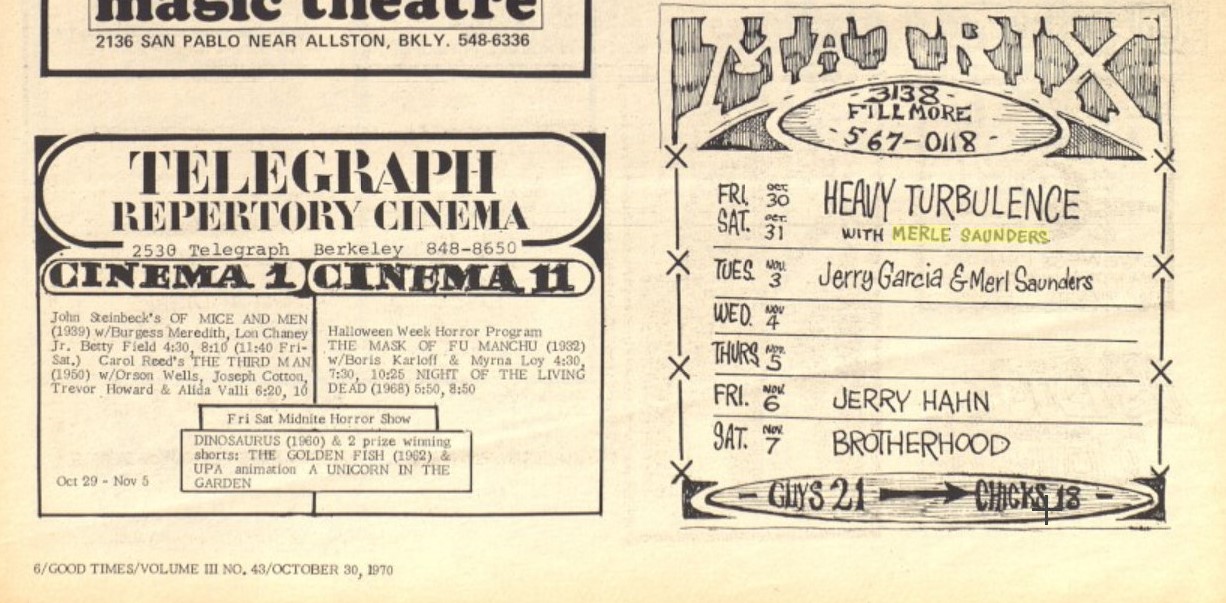 magic theatre
2136 SAN PABLO NEAR ALLSTON, BKLY. 548-6336
TELEGRAPH
REPERTORY CINEMA
2530 Telegraph Berkeley 848-8650
CINEMA 1 CINEMA 11
John Steinbeck's OF MICE AND MEN
(1939) w/Burgess Meredith, Lon Chaney
Jr. Betty Field 4:30, 8:10 (11:40 Fri-
Sat.) Carol Reed's THE THIRD MAN
(1950) w/Orson Wells, Joseph Cotton,
Trevor Howard & Alida Valli 6:20, 10
Halloween Week Horror Program
THE MASK OF FU MANCHU (1932)
w/Boris Karloff & Myrna Loy 4:30,
7:30, 10:25 NIGHT OF THE LIVING
DEAD (1968) 5:50, 8:50
Fri Sat Midnite Horror Show
DINOSAURUS (1960) & 2 prize winning
shorts: THE GOLDEN FISH (1962) &
UPA animation A UNICORN IN THE
GARDEN
Oct 29 - Nov 5
MATRIX
3138
FILLMORE
567-0118
FRI. OCT. 30 HEAVY TURBULENCE
SAT. OCT. 31 WITH MERLE SAUNDERS
TUES. NOV. 3 Jerry Garcia & Merl Saunders
WED. NOV. 4
THURS NOV. 5
FRI. NOV. 6 JERRY HAHN
SAT. NOV. 7 BROTHERHOOD
- GUYS 21 → CHICKS 18 -
6/GOOD TIMES/VOLUME III NO. 43/OCTOBER 30, 1970